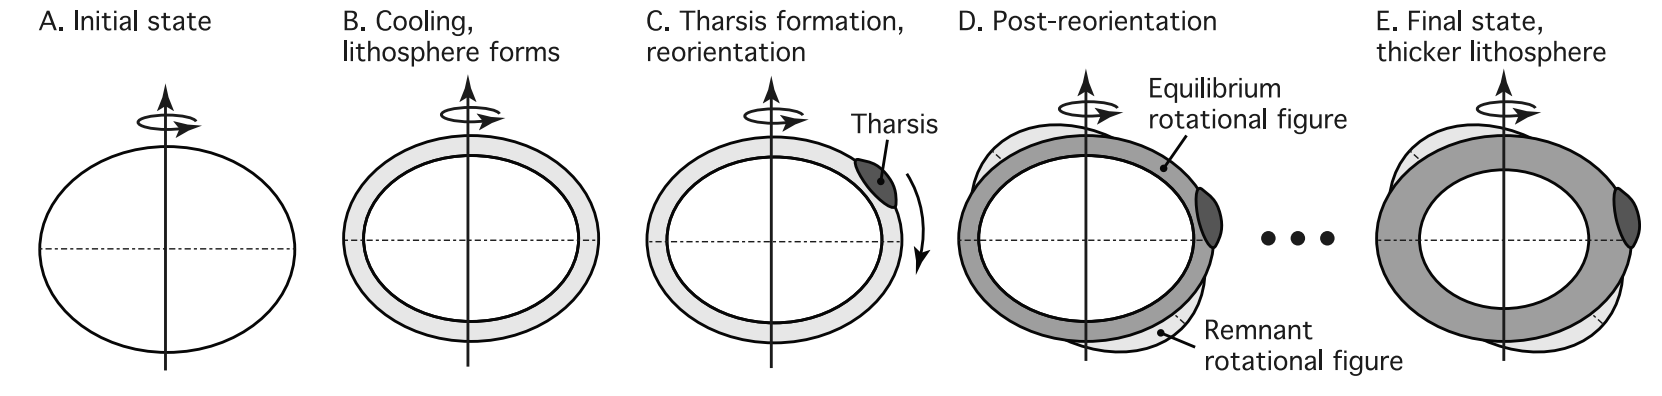 A. Initial state
B. Cooling,
lithosphere forms
C. Tharsis formation,
reorientation
Tharsis
D. Post-reorientation
Equilibrium
rotational figure
Remnant
rotational figure
E. Final state,
thicker lithosphere